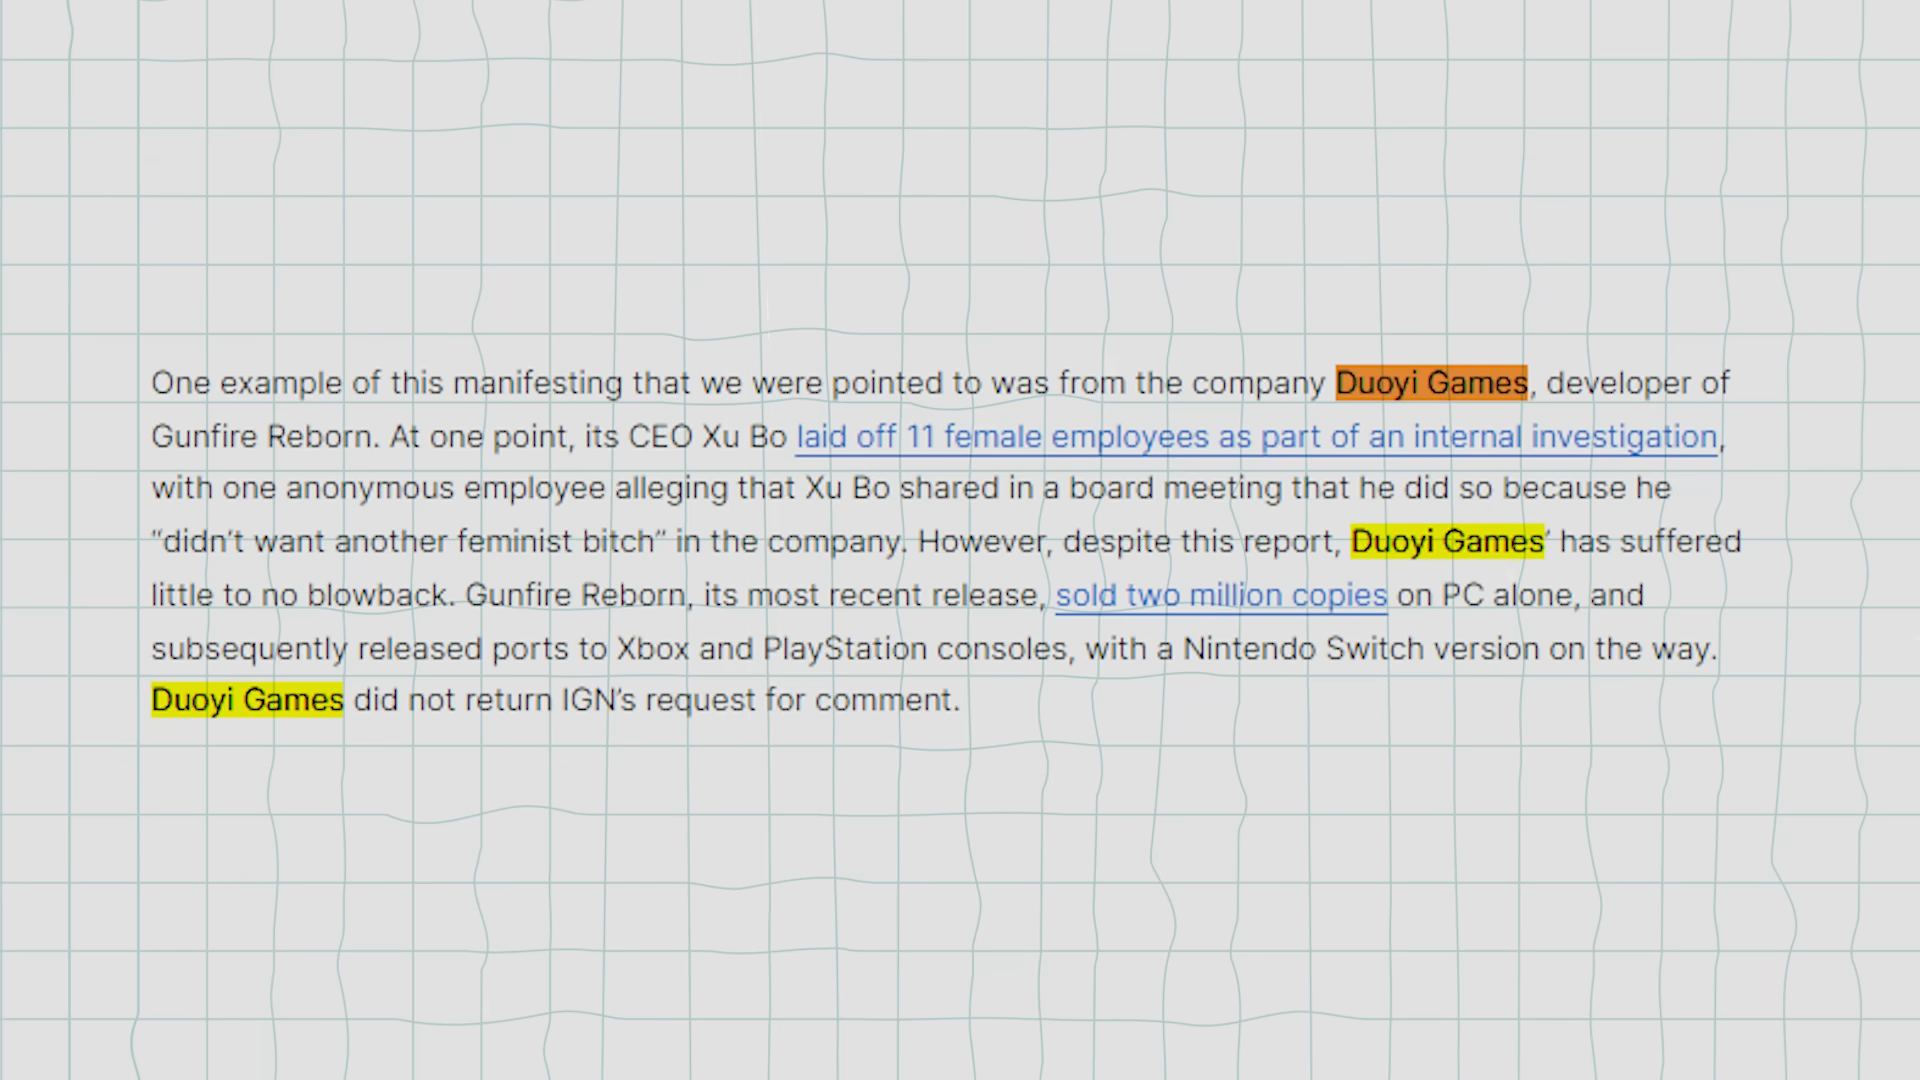 One example of this manifesting that we were pointed to was from the company Duoyi Games, developer of
Gunfire Reborn. At one point, its CEO Xu Bo laid off 11 female employees as part of an internal investigation,
with one anonymous employee alleging that Xu Bo shared in a board meeting that he did so because he
“didn’t want another feminist bitch” in the company. However, despite this report, Duoyi Games’ has suffered
little to no blowback. Gunfire Reborn, its most recent release, sold two million copies on PC alone, and
subsequently released ports to Xbox and PlayStation consoles, with a Nintendo Switch version on the way.
Duoyi Games did not return IGN’s request for comment.